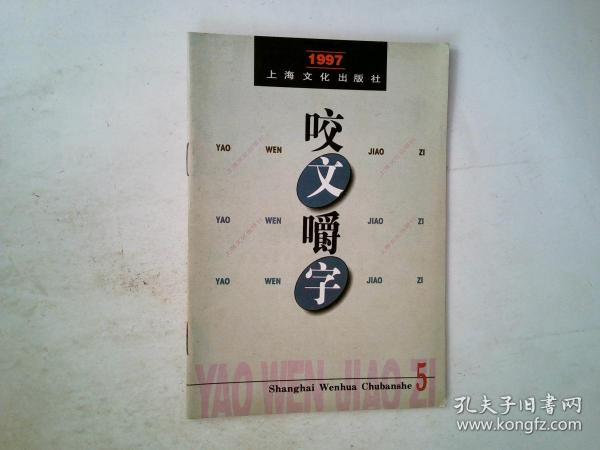 1997
上海文化出版社
咬文嚼字
YAO WEN JIAO ZI
YAO WEN JIAO ZI
YAO WEN JIAO ZI
YAO WEN JIAO ZI
Shanghai Wenhua Chubanshe 5
孔夫子旧书网
www.kongfz.com